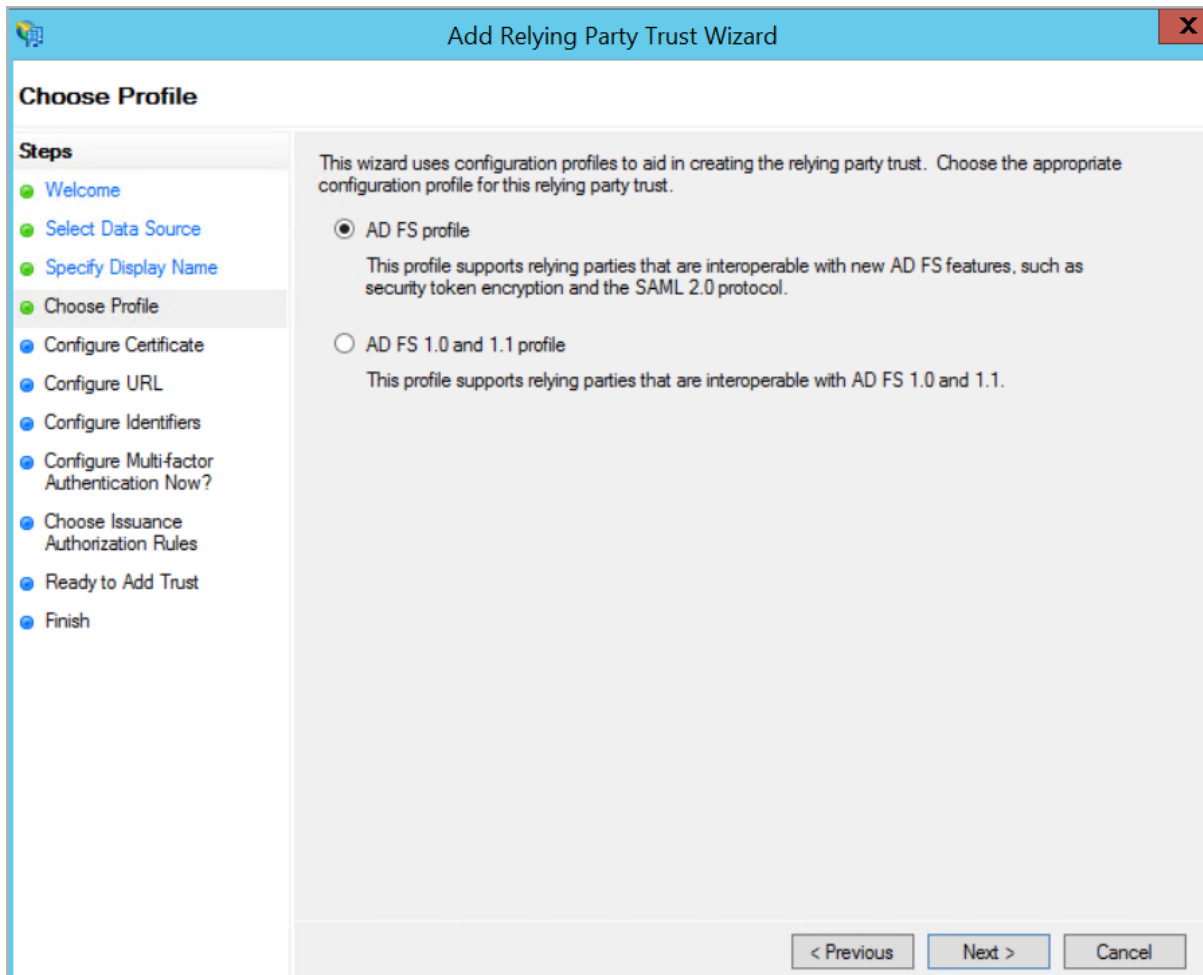 Add Relying Party Trust Wizard
X
Choose Profile
Steps
Welcome
Select Data Source
Specify Display Name
Choose Profile
Configure Certificate
Configure URL
Configure Identifiers
Configure Multi-factor
Authentication Now?
Choose Issuance
Authorization Rules
Ready to Add Trust
Finish
This wizard uses configuration profiles to aid in creating the relying party trust.  Choose the appropriate
configuration profile for this relying party trust.
AD FS profile
This profile supports relying parties that are interoperable with new AD FS features, such as
security token encryption and the SAML 2.0 protocol.
AD FS 1.0 and 1.1 profile
This profile supports relying parties that are interoperable with AD FS 1.0 and 1.1.
< Previous
Next >
Cancel